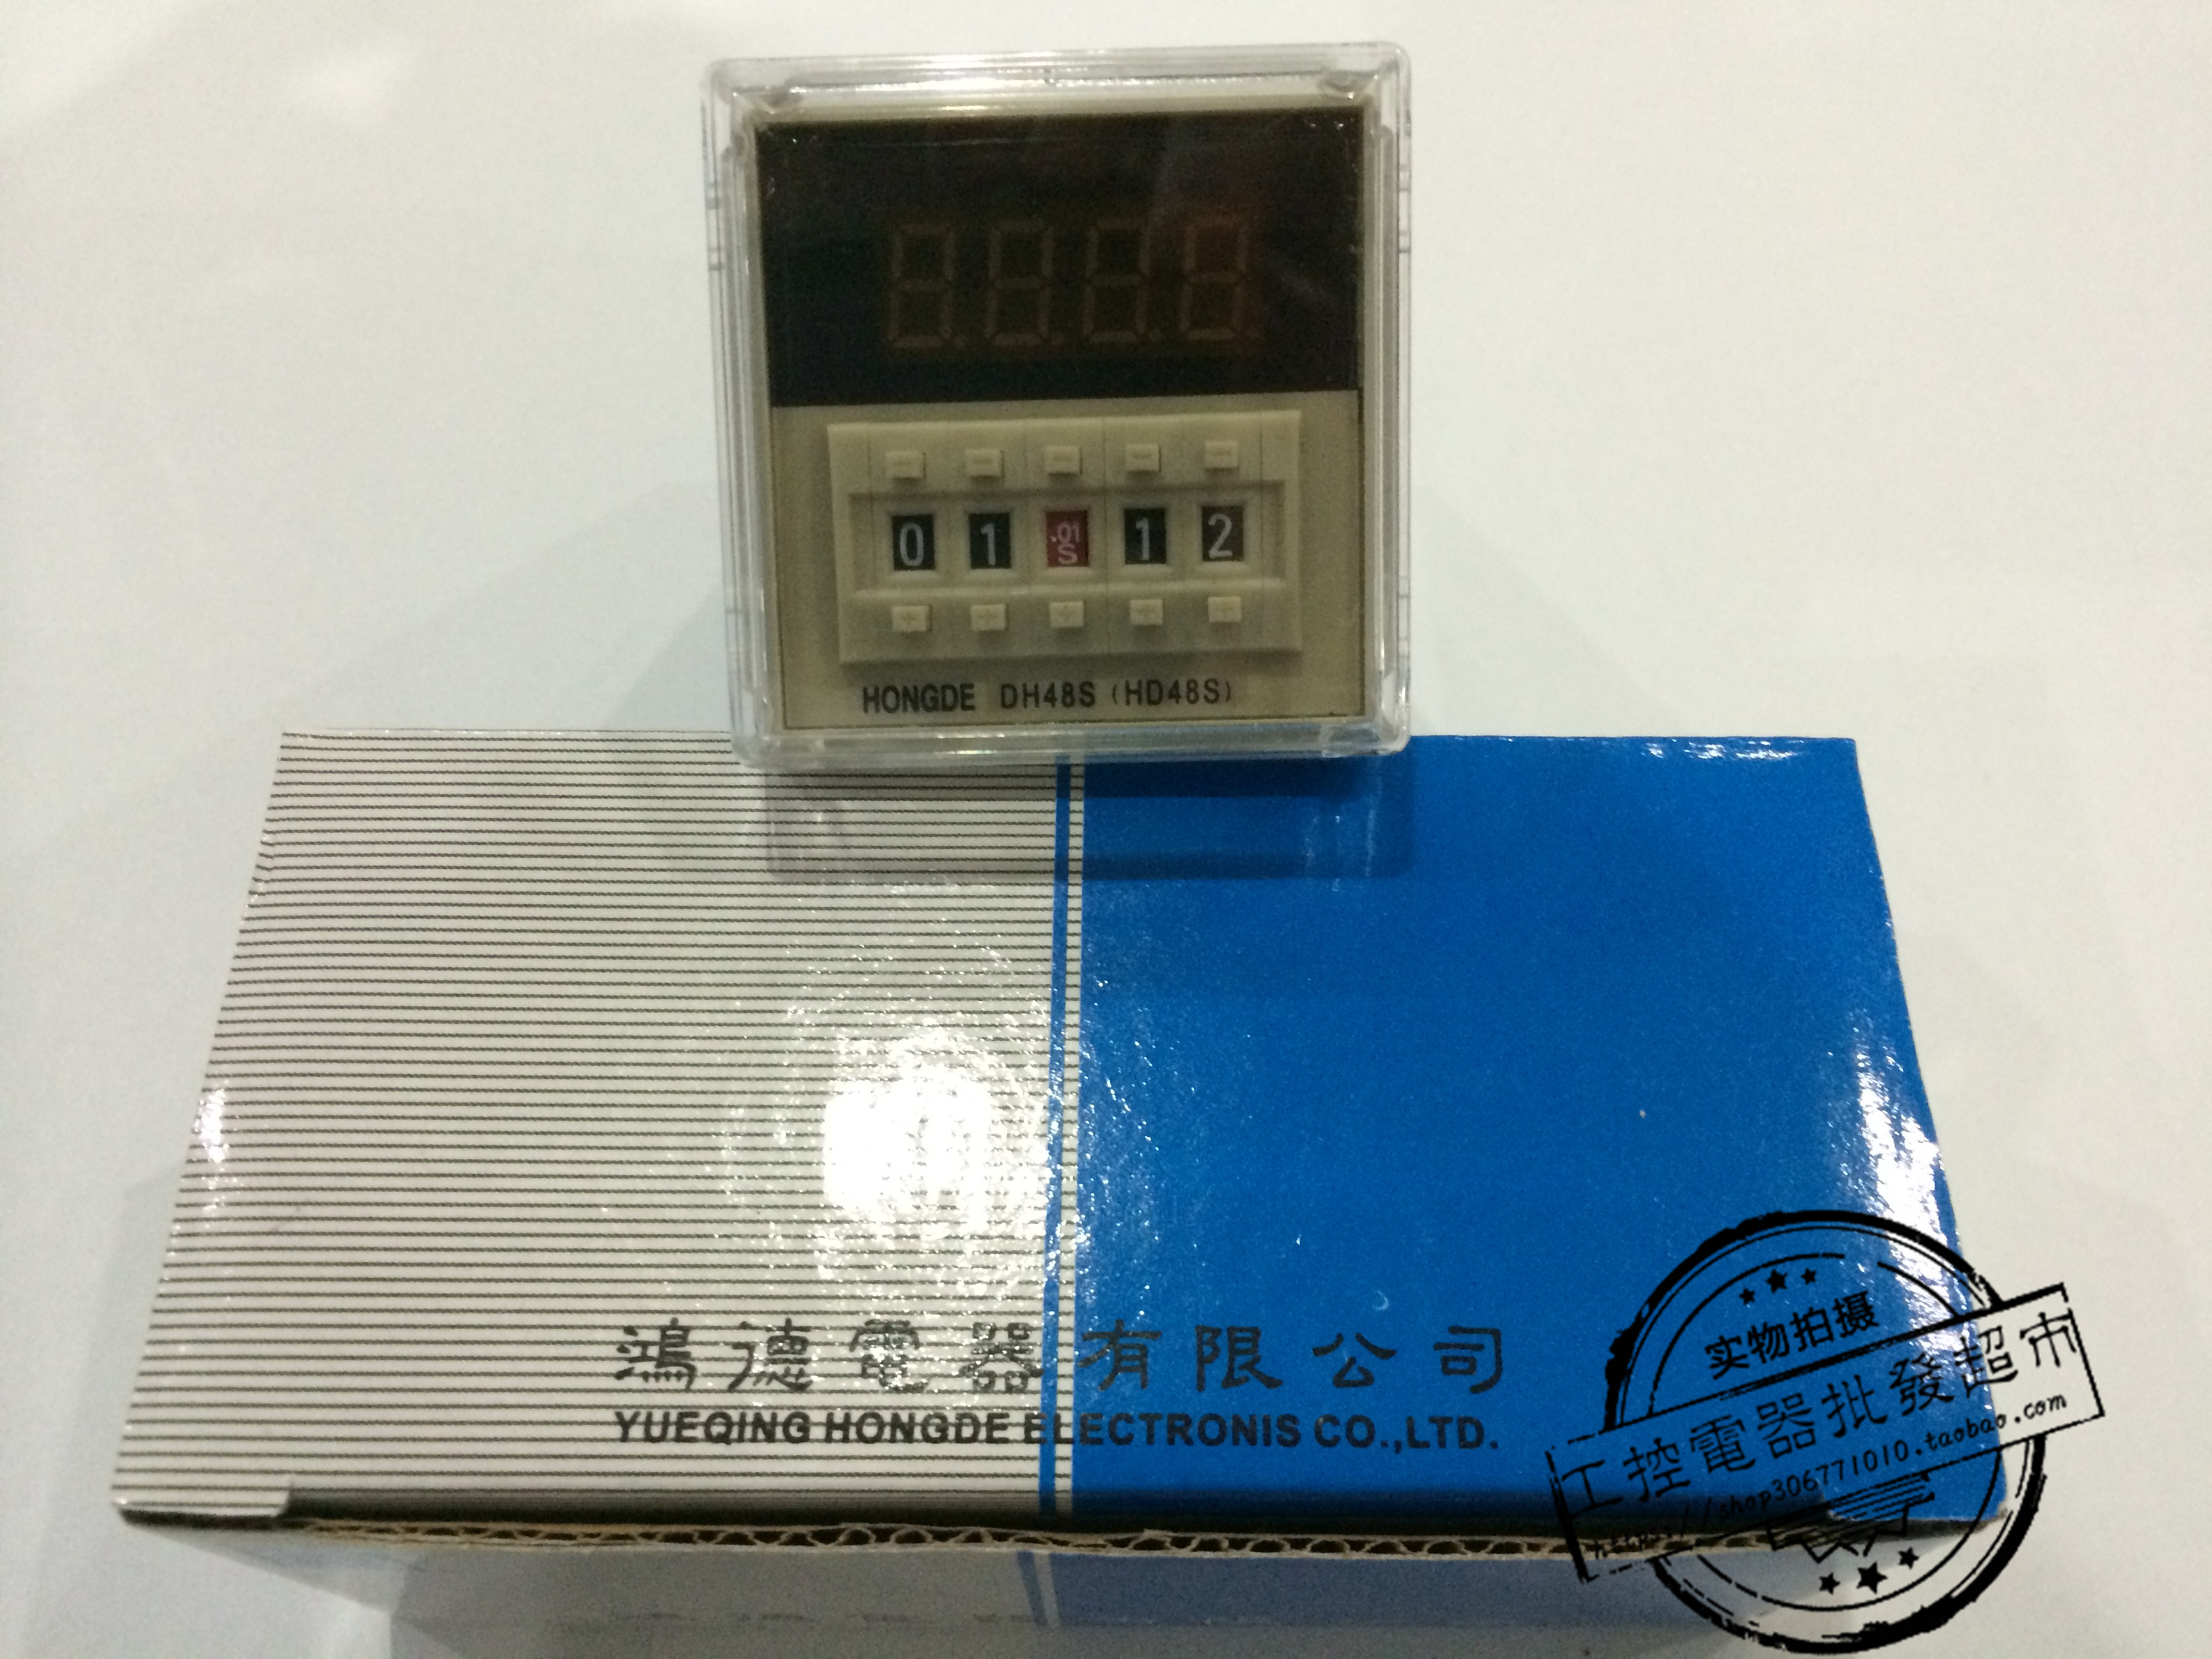 0 1 .01 S 1 2
HONGDE DH48S (HD48S)
鴻德電器有限公司
YUEQING HONGDE ELECTRONIS CO.,LTD.
实物拍摄
工控電器批發超市
https://shop306771010.taobao.com